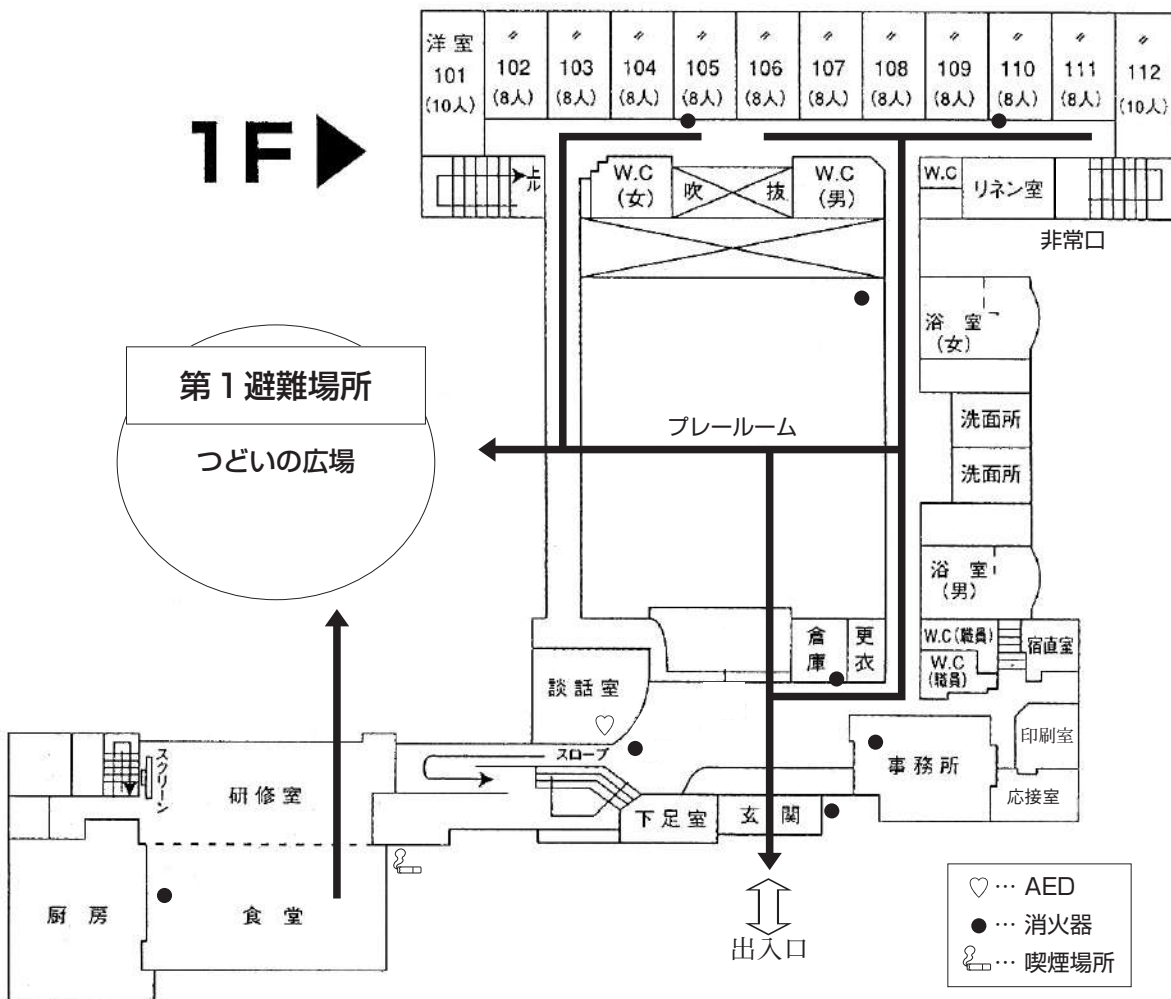 1F
洋室
101
(10人)
〃
102
(8人)
〃
103
(8人)
〃
104
(8人)
〃
105
(8人)
〃
106
(8人)
〃
107
(8人)
〃
108
(8人)
〃
109
(8人)
〃
110
(8人)
〃
111
(8人)
〃
112
(10人)
上ル
W.C
(女)
吹抜
W.C
(男)
W.C
リネン室
非常口
浴室
(女)
第1避難場所
つどいの広場
プレールーム
洗面所
洗面所
浴室
(男)
倉庫
更衣
W.C(職員)
W.C
(職員)
宿直室
談話室
スロープ
事務所
印刷室
応接室
スクリーン
研修室
下足室
玄関
厨房
食堂
出入口
♡… AED
●… 消火器
… 喫煙場所